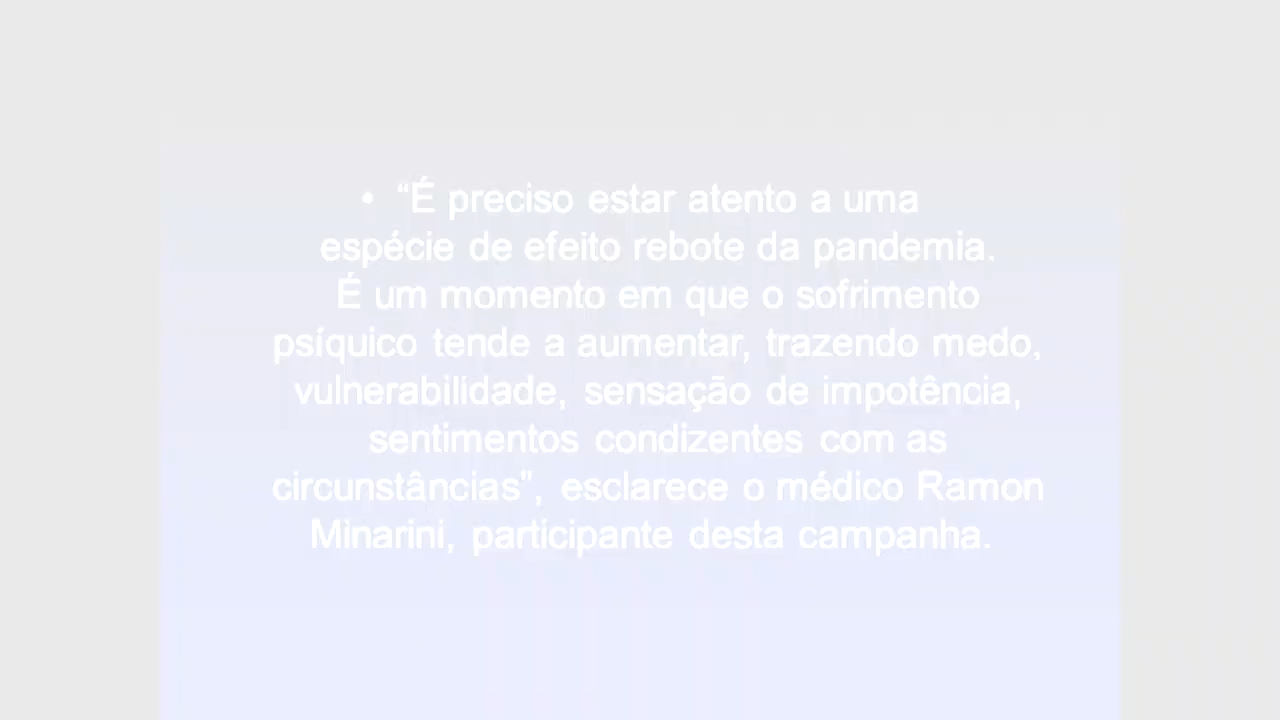 • “É preciso estar atento a uma
espécie de efeito rebote da pandemia.
É um momento em que o sofrimento
psíquico tende a aumentar, trazendo medo,
vulnerabilidade, sensação de impotência,
sentimentos condizentes com as
circunstâncias", esclarece o médico Ramon
Minarini, participante desta campanha.